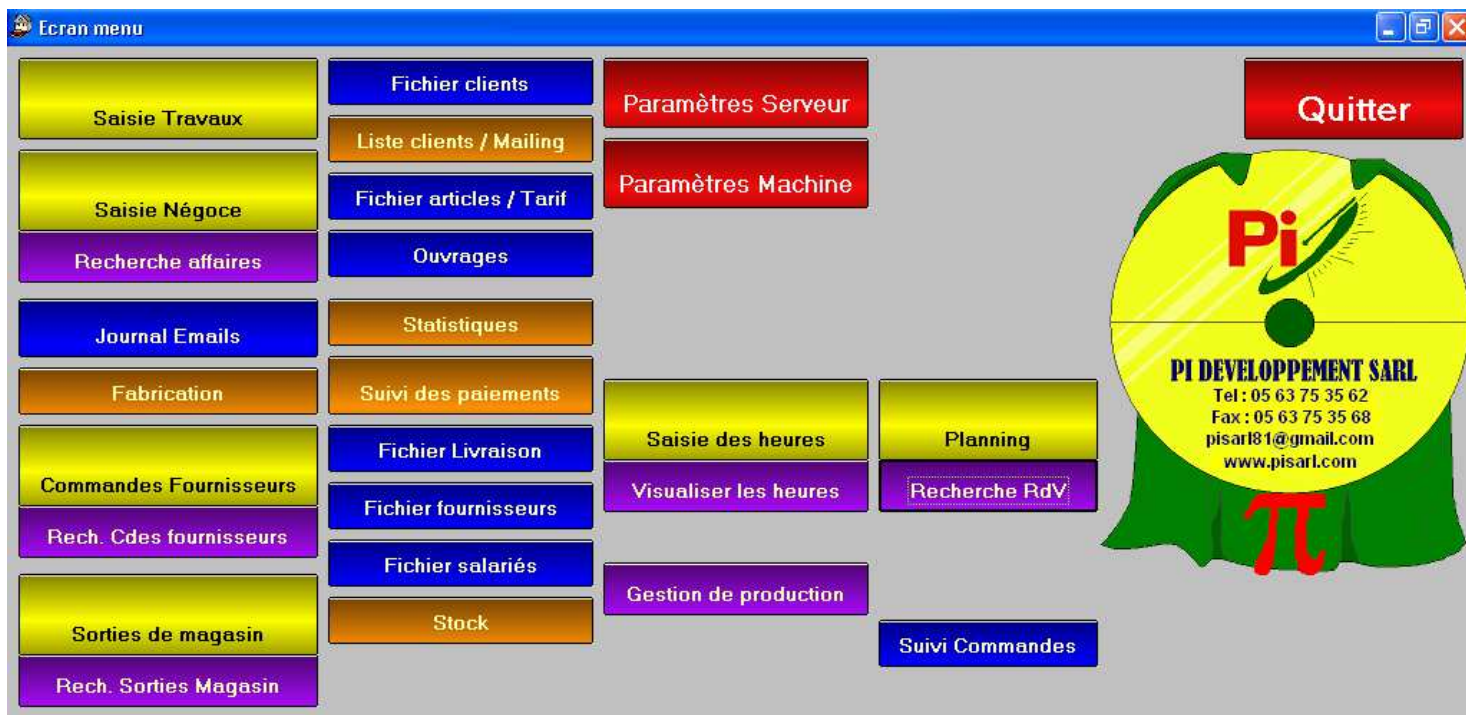 Ecran menu
Saisie Travaux
Saisie Négoce
Recherche affaires
Journal Emails
Fabrication
Commandes Fournisseurs
Rech. Cdes fournisseurs
Sorties de magasin
Rech. Sorties Magasin
Fichier clients
Liste clients / Mailing
Fichier articles / Tarif
Ouvrages
Statistiques
Suivi des paiements
Fichier Livraison
Fichier fournisseurs
Fichier salariés
Stock
Paramètres Serveur
Paramètres Machine
Saisie des heures
Visualiser les heures
Gestion de production
Planning
Recherche RdV
Suivi Commandes
Quitter
Pi
PI DEVELOPPEMENT SARL
Tel : 05 63 75 35 62
Fax : 05 63 75 35 68
pisarl81@gmail.com
www.pisarl.com
π